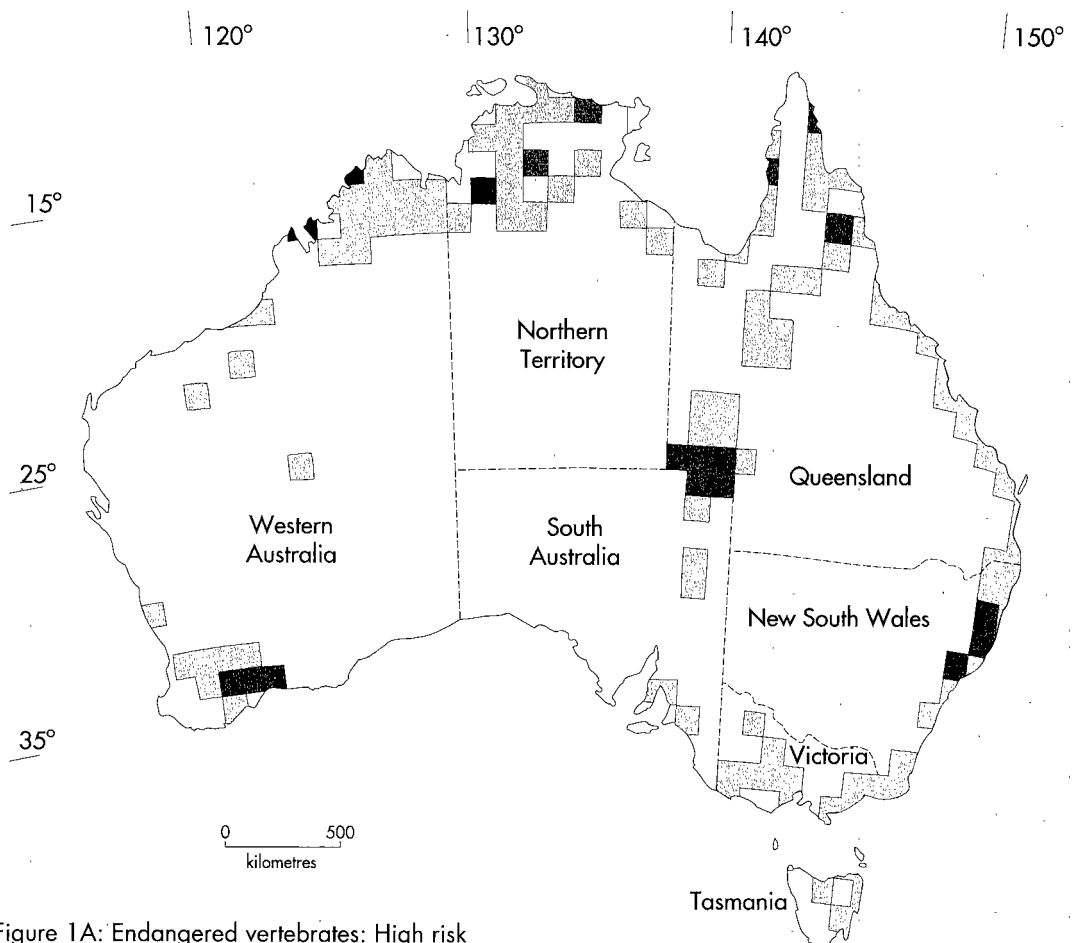 120°
130°
140°
150°
15°
Northern
Territory
25°
Queensland
Western
Australia
South
Australia
New South Wales
35°
Victoria
0 500
kilometres
Tasmania
Figure 1A: Endangered vertebrates: High risk